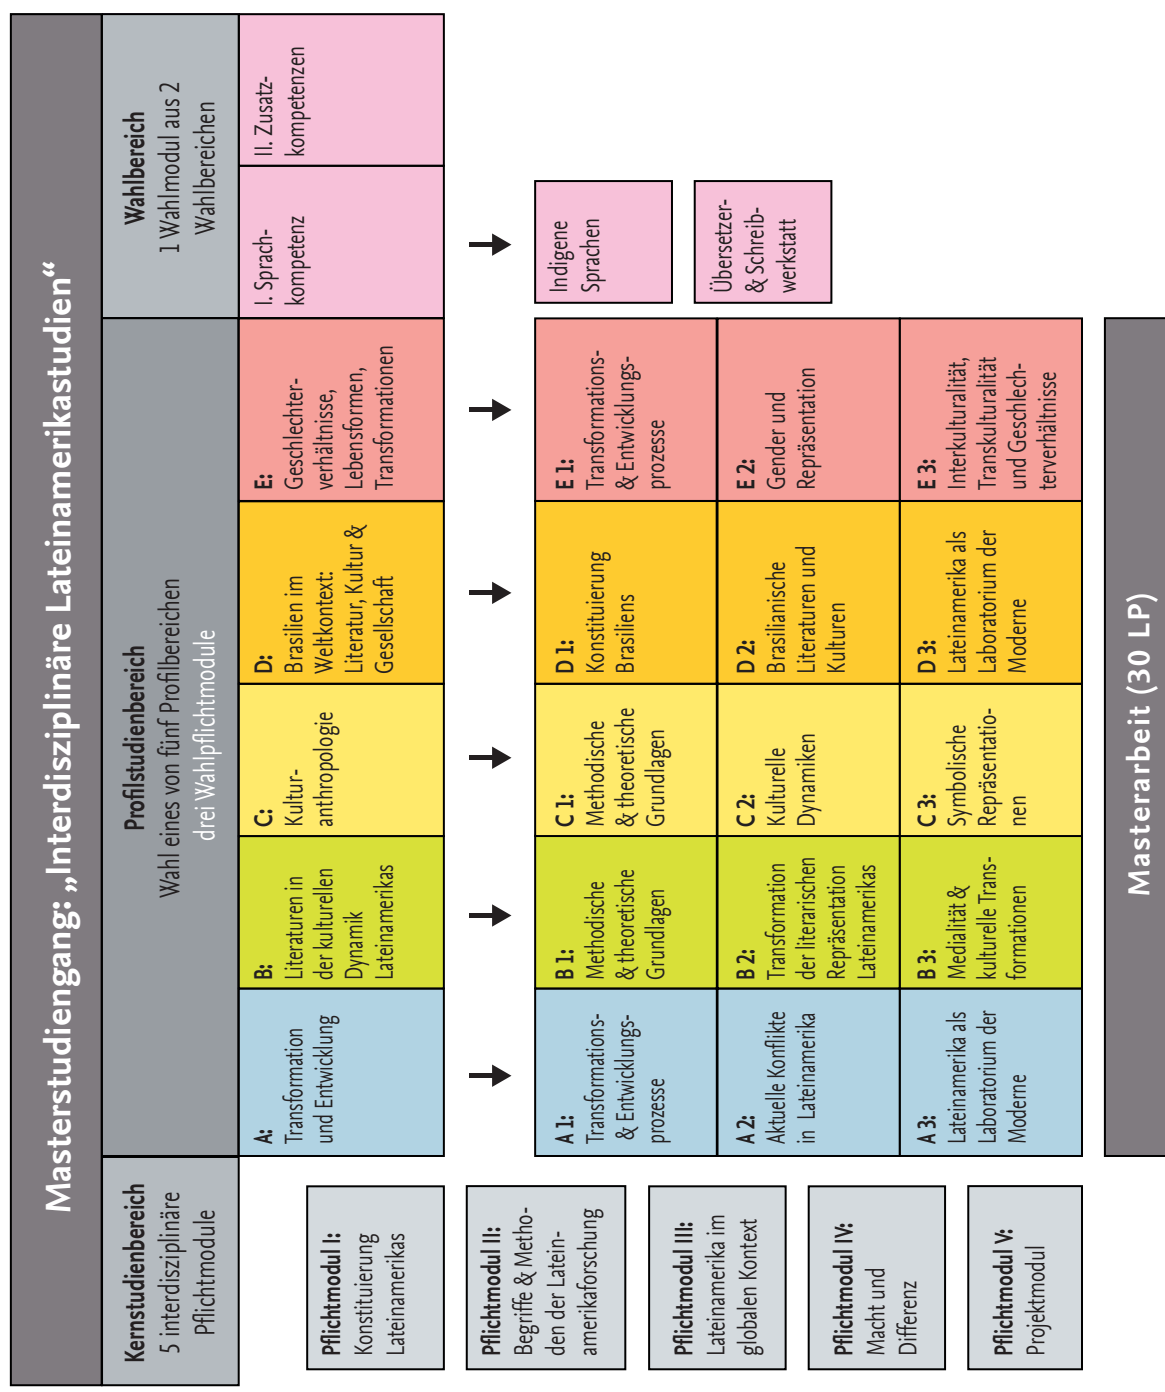 Masterstudiengang: „Interdisziplinäre Lateinamerikastudien“
Kernstudienbereich
5 interdisziplinäre
Pflichtmodule
Profilstudienbereich
Wahl eines von fünf Profilbereichen
drei Wahlpflichtmodule
Wahlbereich
1 Wahlmodul aus 2
Wahlbereichen
A:
Transformation
und Entwicklung
B:
Literaturen in
der kulturellen
Dynamik
Lateinamerikas
C:
Kultur-
anthropologie
D:
Brasilien im
Weltkontext:
Literatur, Kultur &
Gesellschaft
E:
Geschlechter-
verhältnisse,
Lebensformen,
Transformationen
I. Sprach-
kompetenz
II. Zusatz-
kompetenzen
Pflichtmodul I:
Konstituierung
Lateinamerikas
Pflichtmodul II:
Begriffe & Metho-
den der Latein-
amerikaforschung
Pflichtmodul III:
Lateinamerika im
globalen Kontext
Pflichtmodul IV:
Macht und
Differenz
Pflichtmodul V:
Projektmodul
A 1:
Transformations-
& Entwicklungs-
prozesse
B 1:
Methodische
& theoretische
Grundlagen
C 1:
Methodische
& theoretische
Grundlagen
D 1:
Konstituierung
Brasiliens
E 1:
Transformations-
& Entwicklungs-
prozesse
Indigene
Sprachen
A 2:
Aktuelle Konflikte
in Lateinamerika
B 2:
Transformation
der literarischen
Repräsentation
Lateinamerikas
C 2:
Kulturelle
Dynamiken
D 2:
Brasilianische
Literaturen und
Kulturen
E 2:
Gender und
Repräsentation
Übersetzer-
& Schreib-
werkstatt
A 3:
Lateinamerika als
Laboratorium der
Moderne
B 3:
Medialität &
kulturelle Trans-
formationen
C 3:
Symbolische
Repräsentatio-
nen
D 3:
Lateinamerika als
Laboratorium der
Moderne
E 3:
Interkulturalität,
Transkulturalität
und Geschlech-
terverhältnisse
Masterarbeit (30 LP)